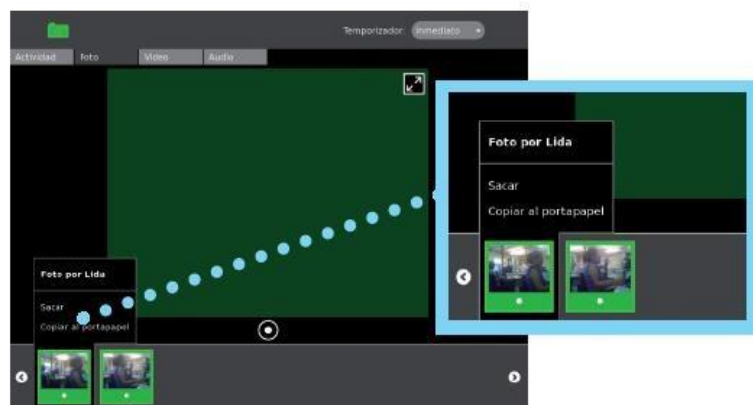 Temporizador: Inmediato
Actividad Foto Video Audio
Foto por Lida
Sacar
Copiar al portapapel
Foto por Lida
Sacar
Copiar al portapapel